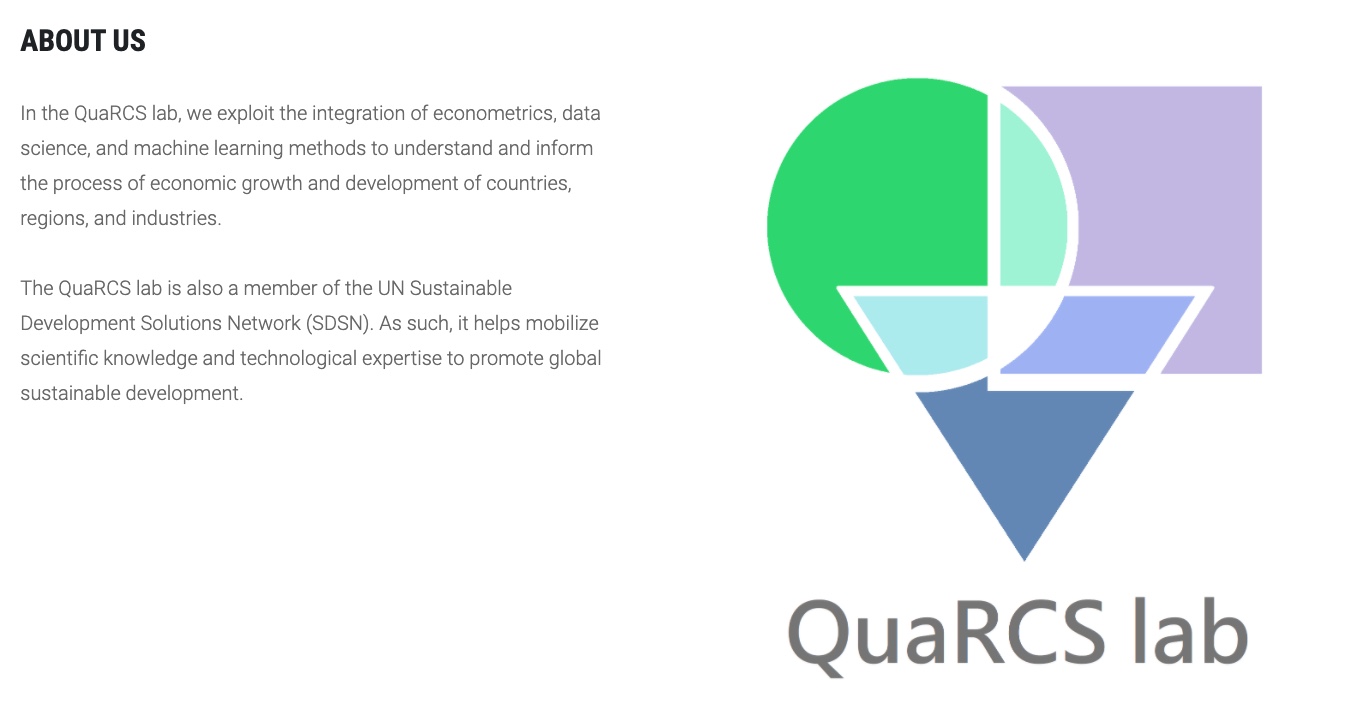 ABOUT US
In the QuaRCS lab, we exploit the integration of econometrics, data
science, and machine learning methods to understand and inform
the process of economic growth and development of countries,
regions, and industries.
The QuaRCS lab is also a member of the UN Sustainable
Development Solutions Network (SDSN). As such, it helps mobilize
scientific knowledge and technological expertise to promote global
sustainable development.
QuaRCS lab